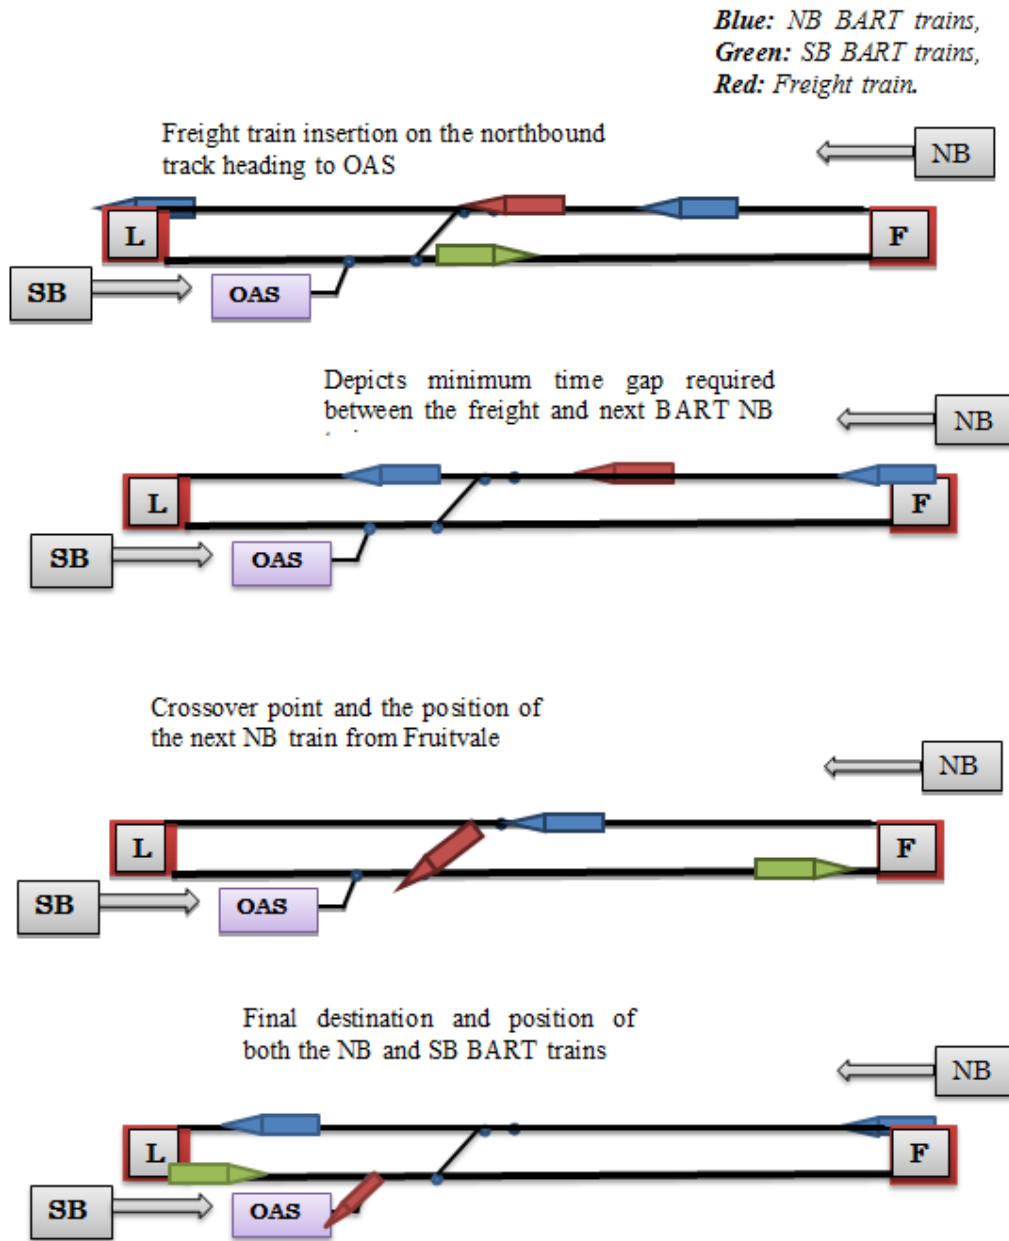 Blue: NB BART trains,
Green: SB BART trains,
Red: Freight train.
Freight train insertion on the northbound
track heading to OAS
NB
L
F
SB
OAS
Depicts minimum time gap required
between the freight and next BART NB
NB
L
F
SB
OAS
Crossover point and the position of
the next NB train from Fruitvale
NB
L
F
SB
OAS
Final destination and position of
both the NB and SB BART trains
NB
L
F
SB
OAS